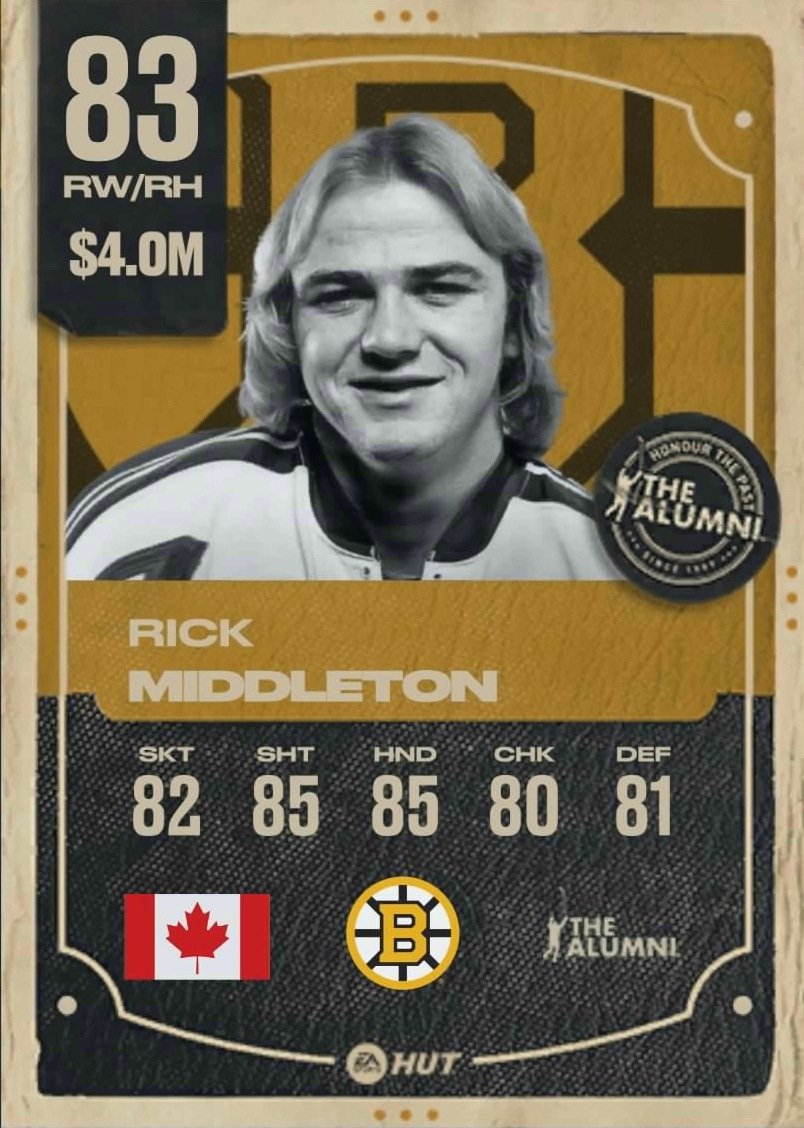 83
RW/RH
$4.0M
HONOUR THE PAST
THE
ALUMNI
RICK
MIDDLETON
SKT SHT HND CHK DEF
82 85 85 80 81
B
THE
ALUMNI
EA
HUT